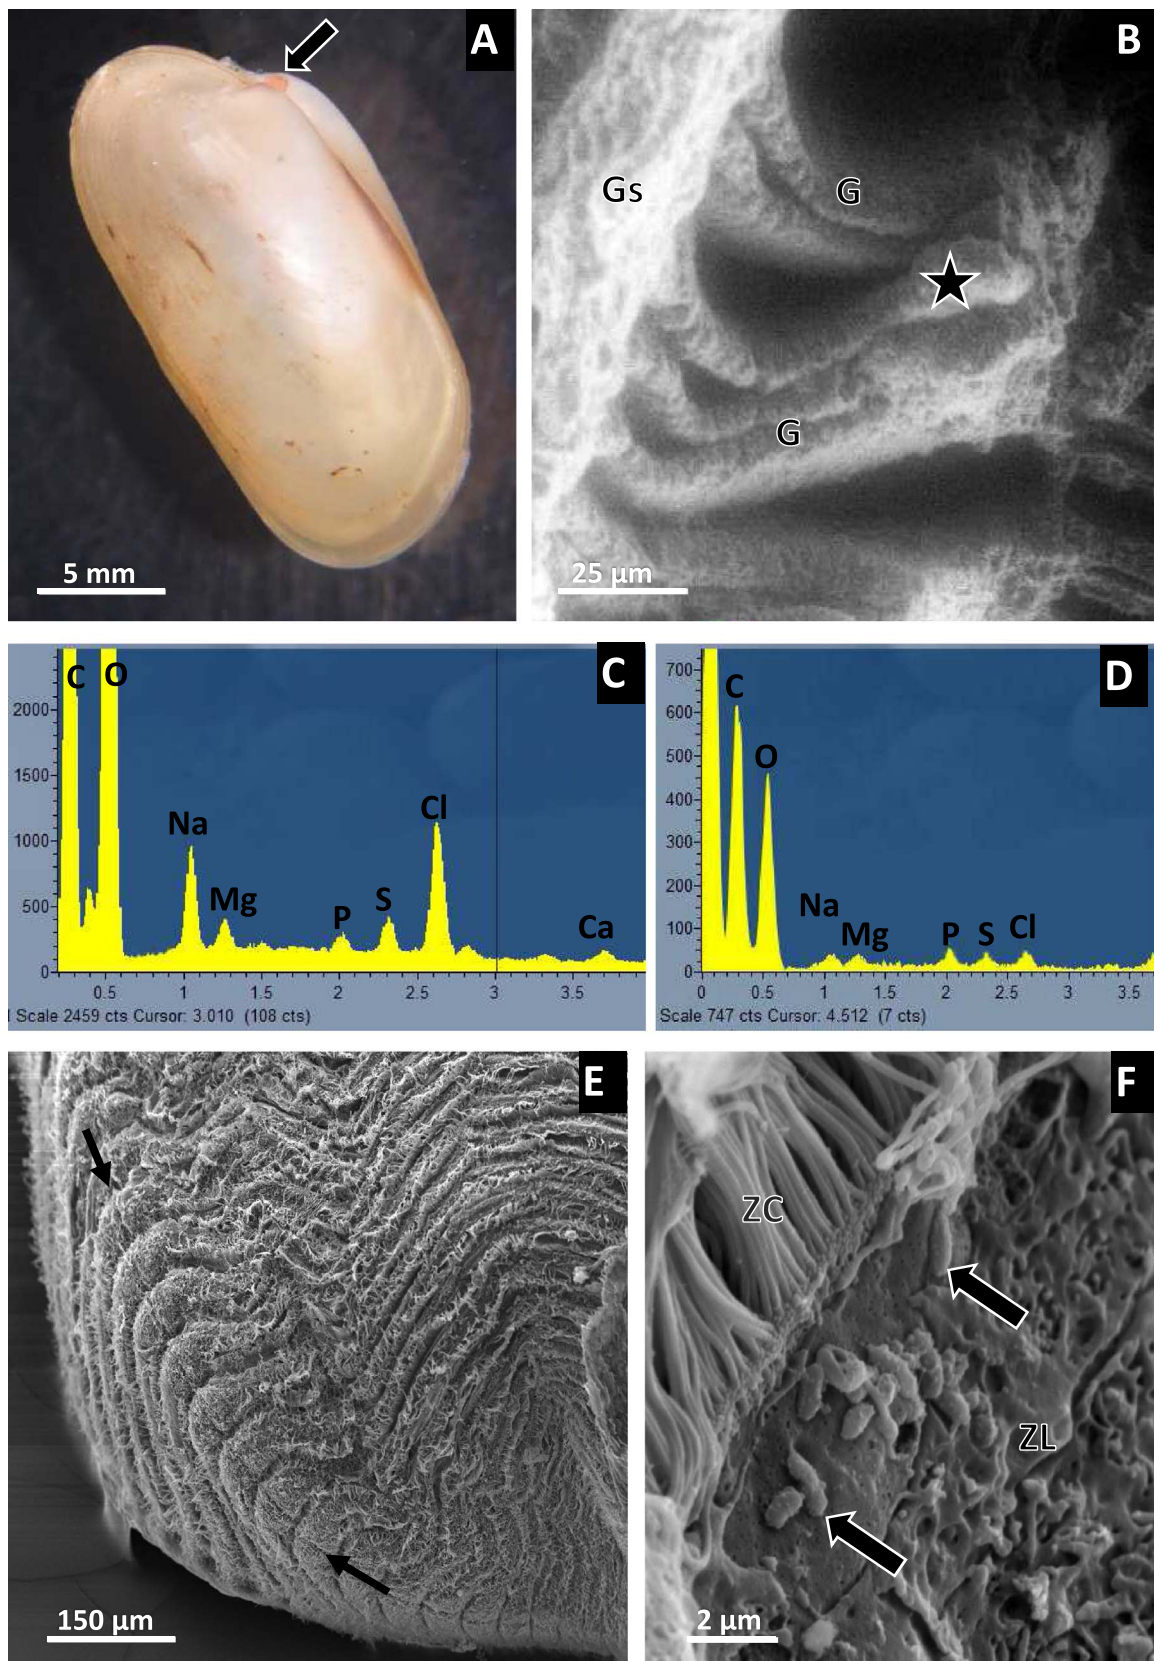 A
5 mm
B
Gs
G
G
25 µm
C
C
O
2000
1500
1000
500
0
Na
Mg
P
S
Cl
Ca
0.5 1 1.5 2 2.5 3 3.5
l Scale 2459 cts Cursor: 3.010 (108 cts)
D
700
600
500
400
300
200
100
0
C
O
Na
Mg
P
S
Cl
0 0.5 1 1.5 2 2.5 3 3.5
Scale 747 cts Cursor: 4.512 (7 cts)
E
150 µm
F
ZC
ZL
2 µm